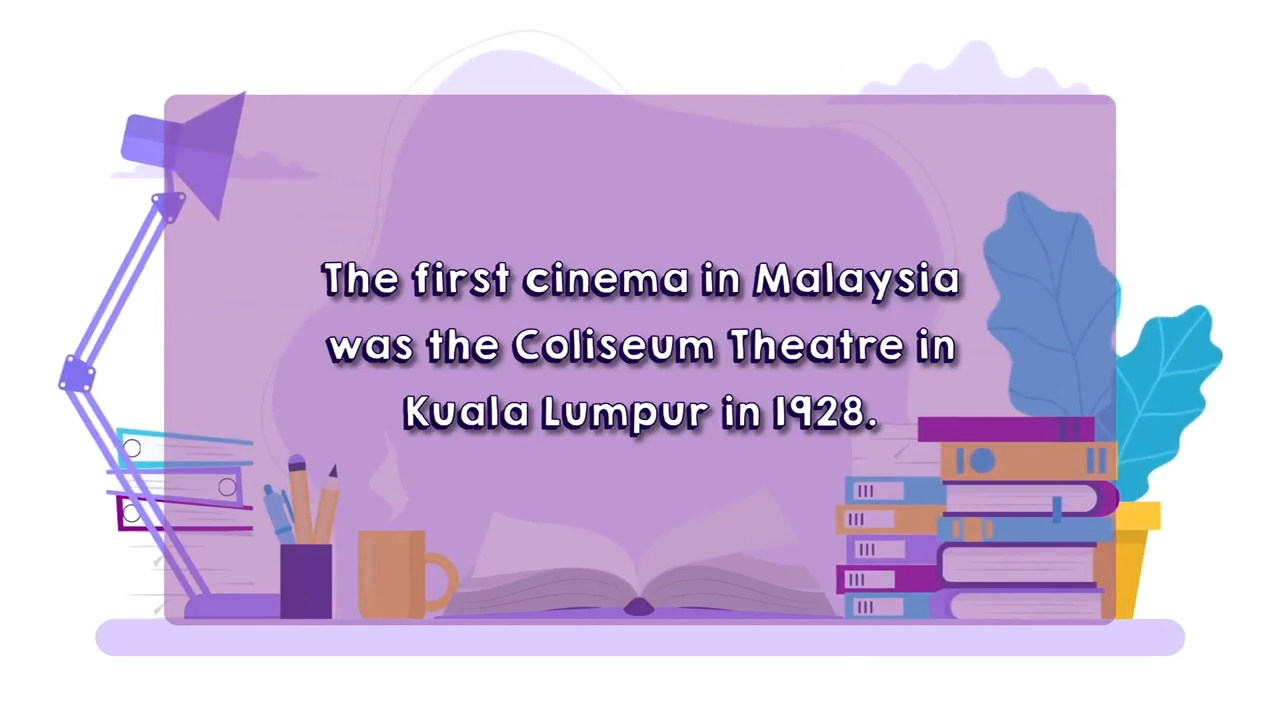 The first cinema in Malaysia
was the Coliseum Theatre in
Kuala Lumpur in 1928.